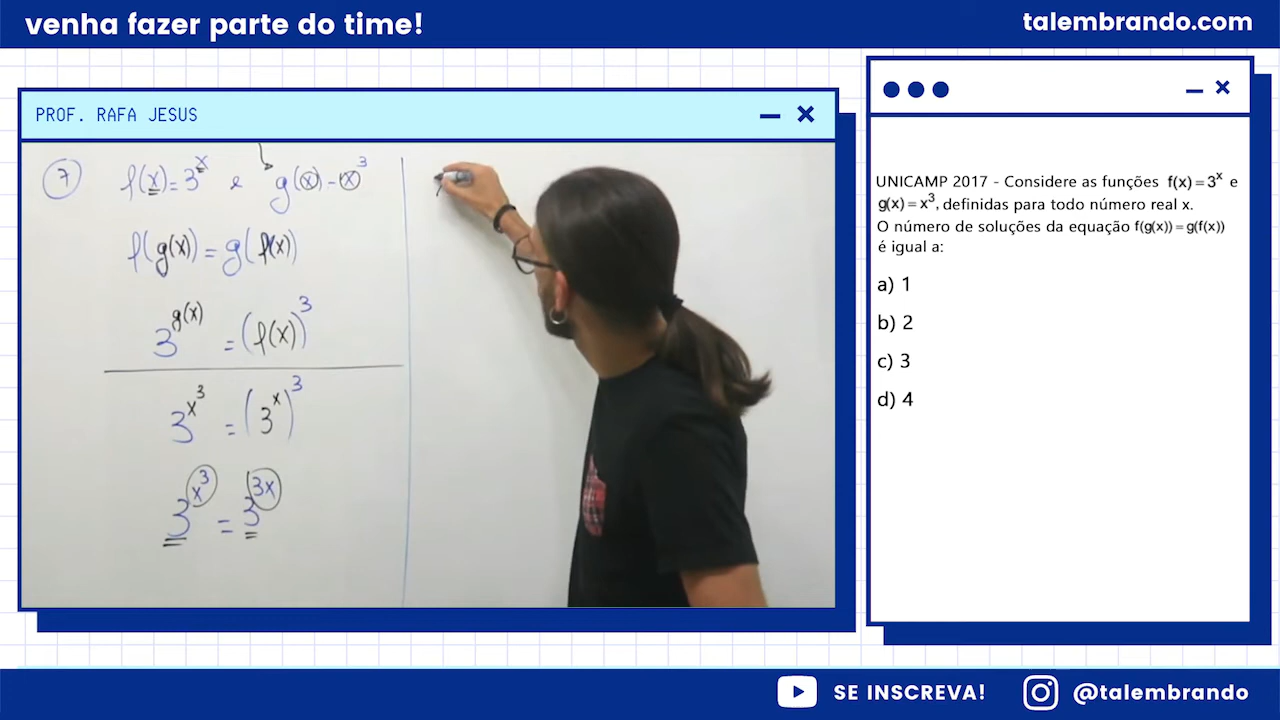 venha fazer parte do time!
talembrando.com
PROF. RAFA JESUS
7 f(x)=3^x e g(x)=x^3
f(g(x)) = g(f(x))
3^g(x) = (f(x))^3
3^x^3 = (3^x)^3
3^x^3 = 3^3x
UNICAMP 2017 - Considere as funções f(x) = 3^x e
g(x) = x^3, definidas para todo número real x.
O número de soluções da equação f(g(x)) = g(f(x))
é igual a:
a) 1
b) 2
c) 3
d) 4
SE INSCREVA!
@talembrando